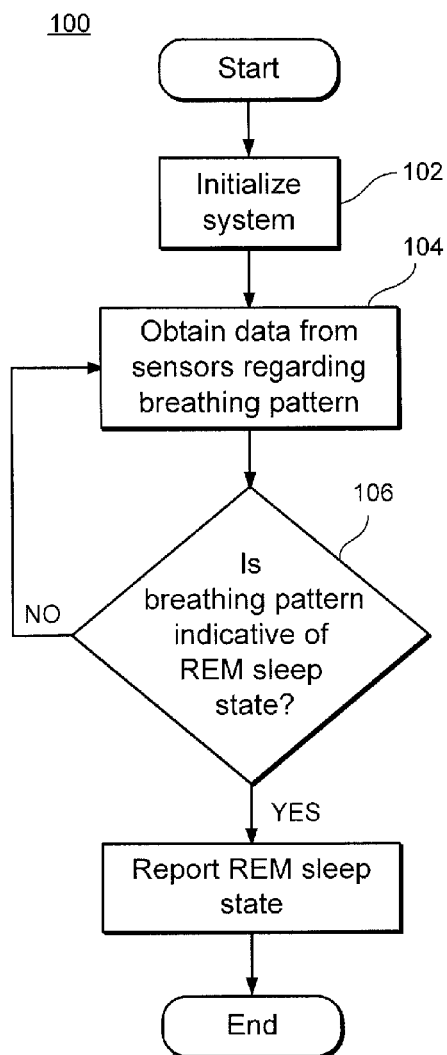 100
Start
Initialize
system
102
104
Obtain data from
sensors regarding
breathing pattern
106
Is
breathing pattern
indicative of
REM sleep
state?
NO
YES
Report REM sleep
state
End